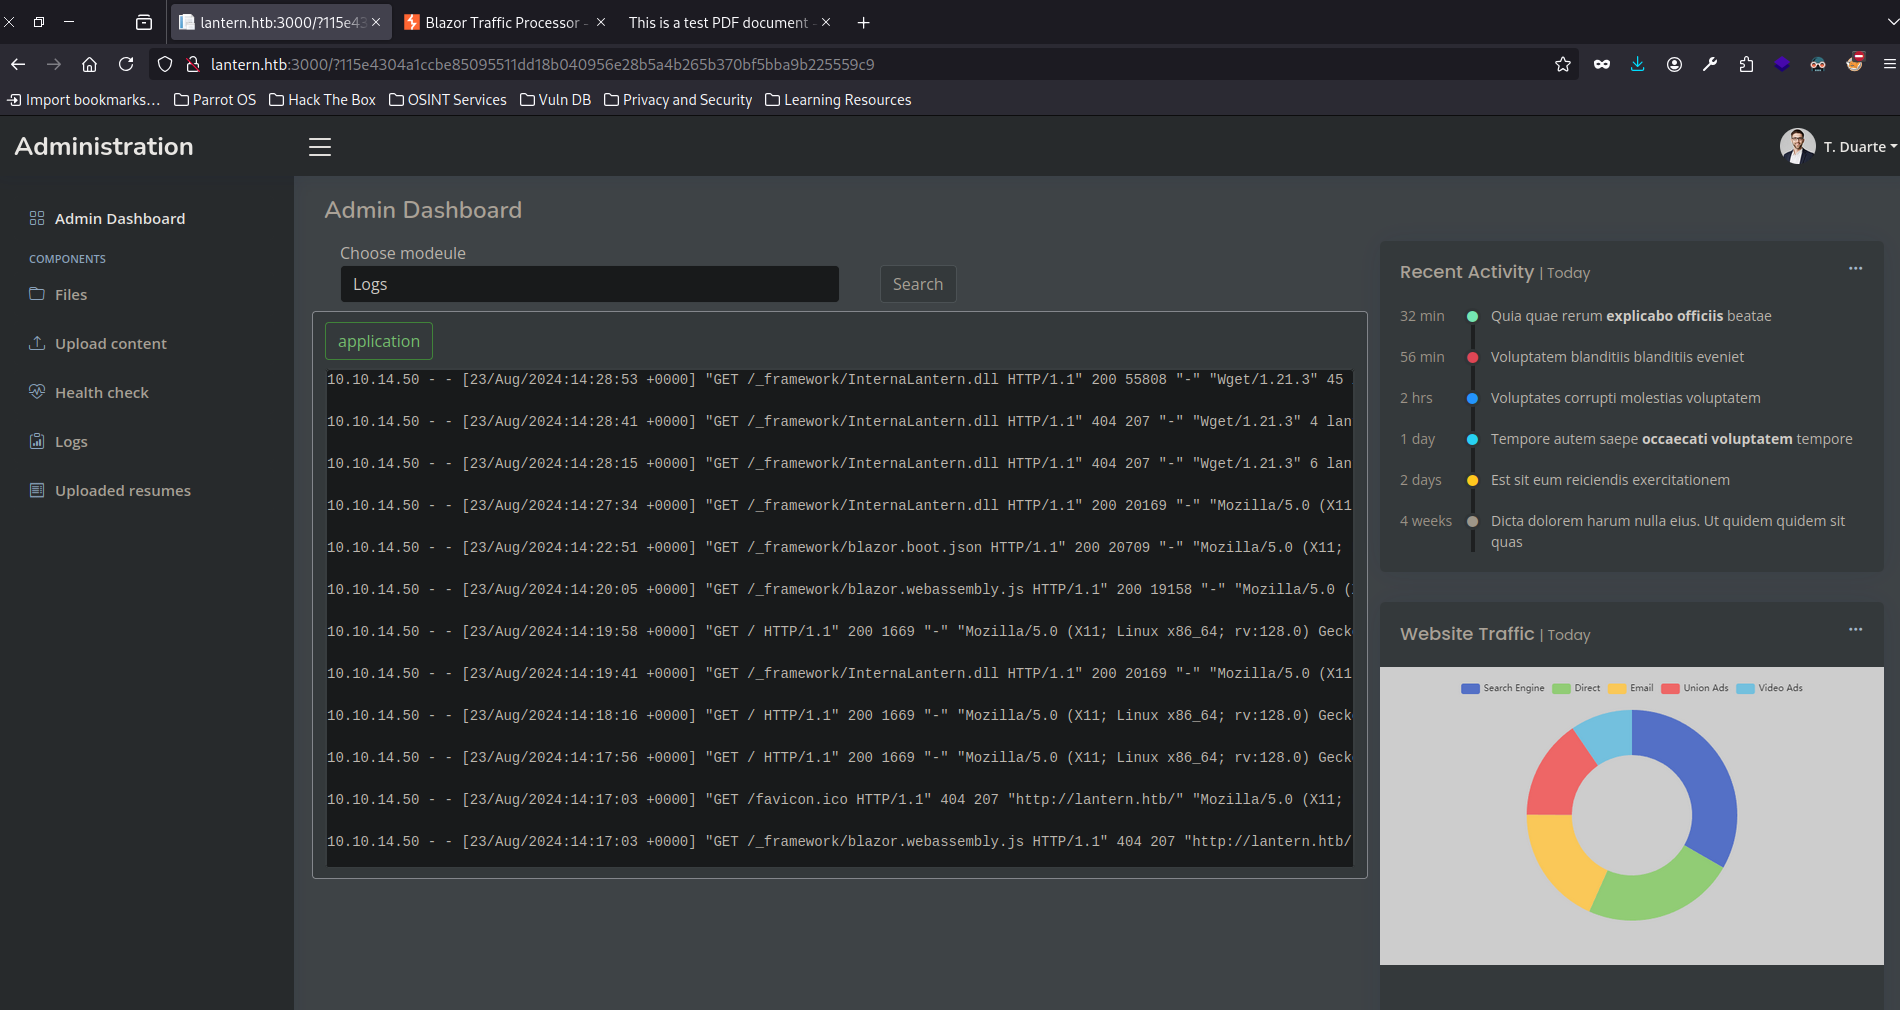 lantern.htb:3000/?115e43
Blazor Traffic Processor -
This is a test PDF document -
lantern.htb:3000/?115e4304a1ccbe85095511dd18b040956e28b5a4b265b370bf5bba9b225559c9
Import bookmarks…
Parrot OS
Hack The Box
OSINT Services
Vuln DB
Privacy and Security
Learning Resources
Administration
T. Duarte
Admin Dashboard
COMPONENTS
Files
Upload content
Health check
Logs
Uploaded resumes
Admin Dashboard
Choose modeule
Logs
Search
application
10.10.14.50 - - [23/Aug/2024:14:28:53 +0000] "GET /_framework/InternaLantern.dll HTTP/1.1" 200 55808 "-" "Wget/1.21.3" 45
10.10.14.50 - - [23/Aug/2024:14:28:41 +0000] "GET /_framework/InternaLantern.dll HTTP/1.1" 404 207 "-" "Wget/1.21.3" 4 lan
10.10.14.50 - - [23/Aug/2024:14:28:15 +0000] "GET /_framework/InternaLantern.dll HTTP/1.1" 404 207 "-" "Wget/1.21.3" 6 lan
10.10.14.50 - - [23/Aug/2024:14:27:34 +0000] "GET /_framework/InternaLantern.dll HTTP/1.1" 200 20169 "-" "Mozilla/5.0 (X11
10.10.14.50 - - [23/Aug/2024:14:22:51 +0000] "GET /_framework/blazor.boot.json HTTP/1.1" 200 20709 "-" "Mozilla/5.0 (X11;
10.10.14.50 - - [23/Aug/2024:14:20:05 +0000] "GET /_framework/blazor.webassembly.js HTTP/1.1" 200 19158 "-" "Mozilla/5.0 (
10.10.14.50 - - [23/Aug/2024:14:19:58 +0000] "GET / HTTP/1.1" 200 1669 "-" "Mozilla/5.0 (X11; Linux x86_64; rv:128.0) Geck
10.10.14.50 - - [23/Aug/2024:14:19:41 +0000] "GET /_framework/InternaLantern.dll HTTP/1.1" 200 20169 "-" "Mozilla/5.0 (X11
10.10.14.50 - - [23/Aug/2024:14:18:16 +0000] "GET / HTTP/1.1" 200 1669 "-" "Mozilla/5.0 (X11; Linux x86_64; rv:128.0) Geck
10.10.14.50 - - [23/Aug/2024:14:17:56 +0000] "GET / HTTP/1.1" 200 1669 "-" "Mozilla/5.0 (X11; Linux x86_64; rv:128.0) Geck
10.10.14.50 - - [23/Aug/2024:14:17:03 +0000] "GET /favicon.ico HTTP/1.1" 404 207 "http://lantern.htb/" "Mozilla/5.0 (X11;
10.10.14.50 - - [23/Aug/2024:14:17:03 +0000] "GET /_framework/blazor.webassembly.js HTTP/1.1" 404 207 "http://lantern.htb/
Recent Activity | Today
32 min Quia quae rerum explicabo officiis beatae
56 min Voluptatem blanditiis blanditiis eveniet
2 hrs Voluptates corrupti molestias voluptatem
1 day Tempore autem saepe occaecati voluptatem tempore
2 days Est sit eum reiciendis exercitationem
4 weeks Dicta dolorem harum nulla eius. Ut quidem quidem sit
quas
Website Traffic | Today
Search Engine Direct Email Union Ads Video Ads